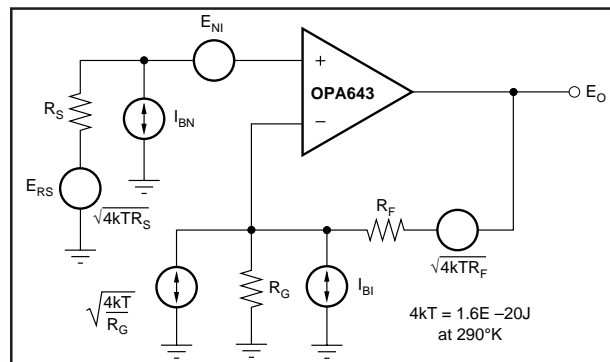 E_NI
+
OPA643
−
E_O
R_S
I_BN
E_RS
√4kTR_S
R_F
√4kTR_F
√4kT/R_G
R_G
I_BI
4kT = 1.6E –20J
at 290°K